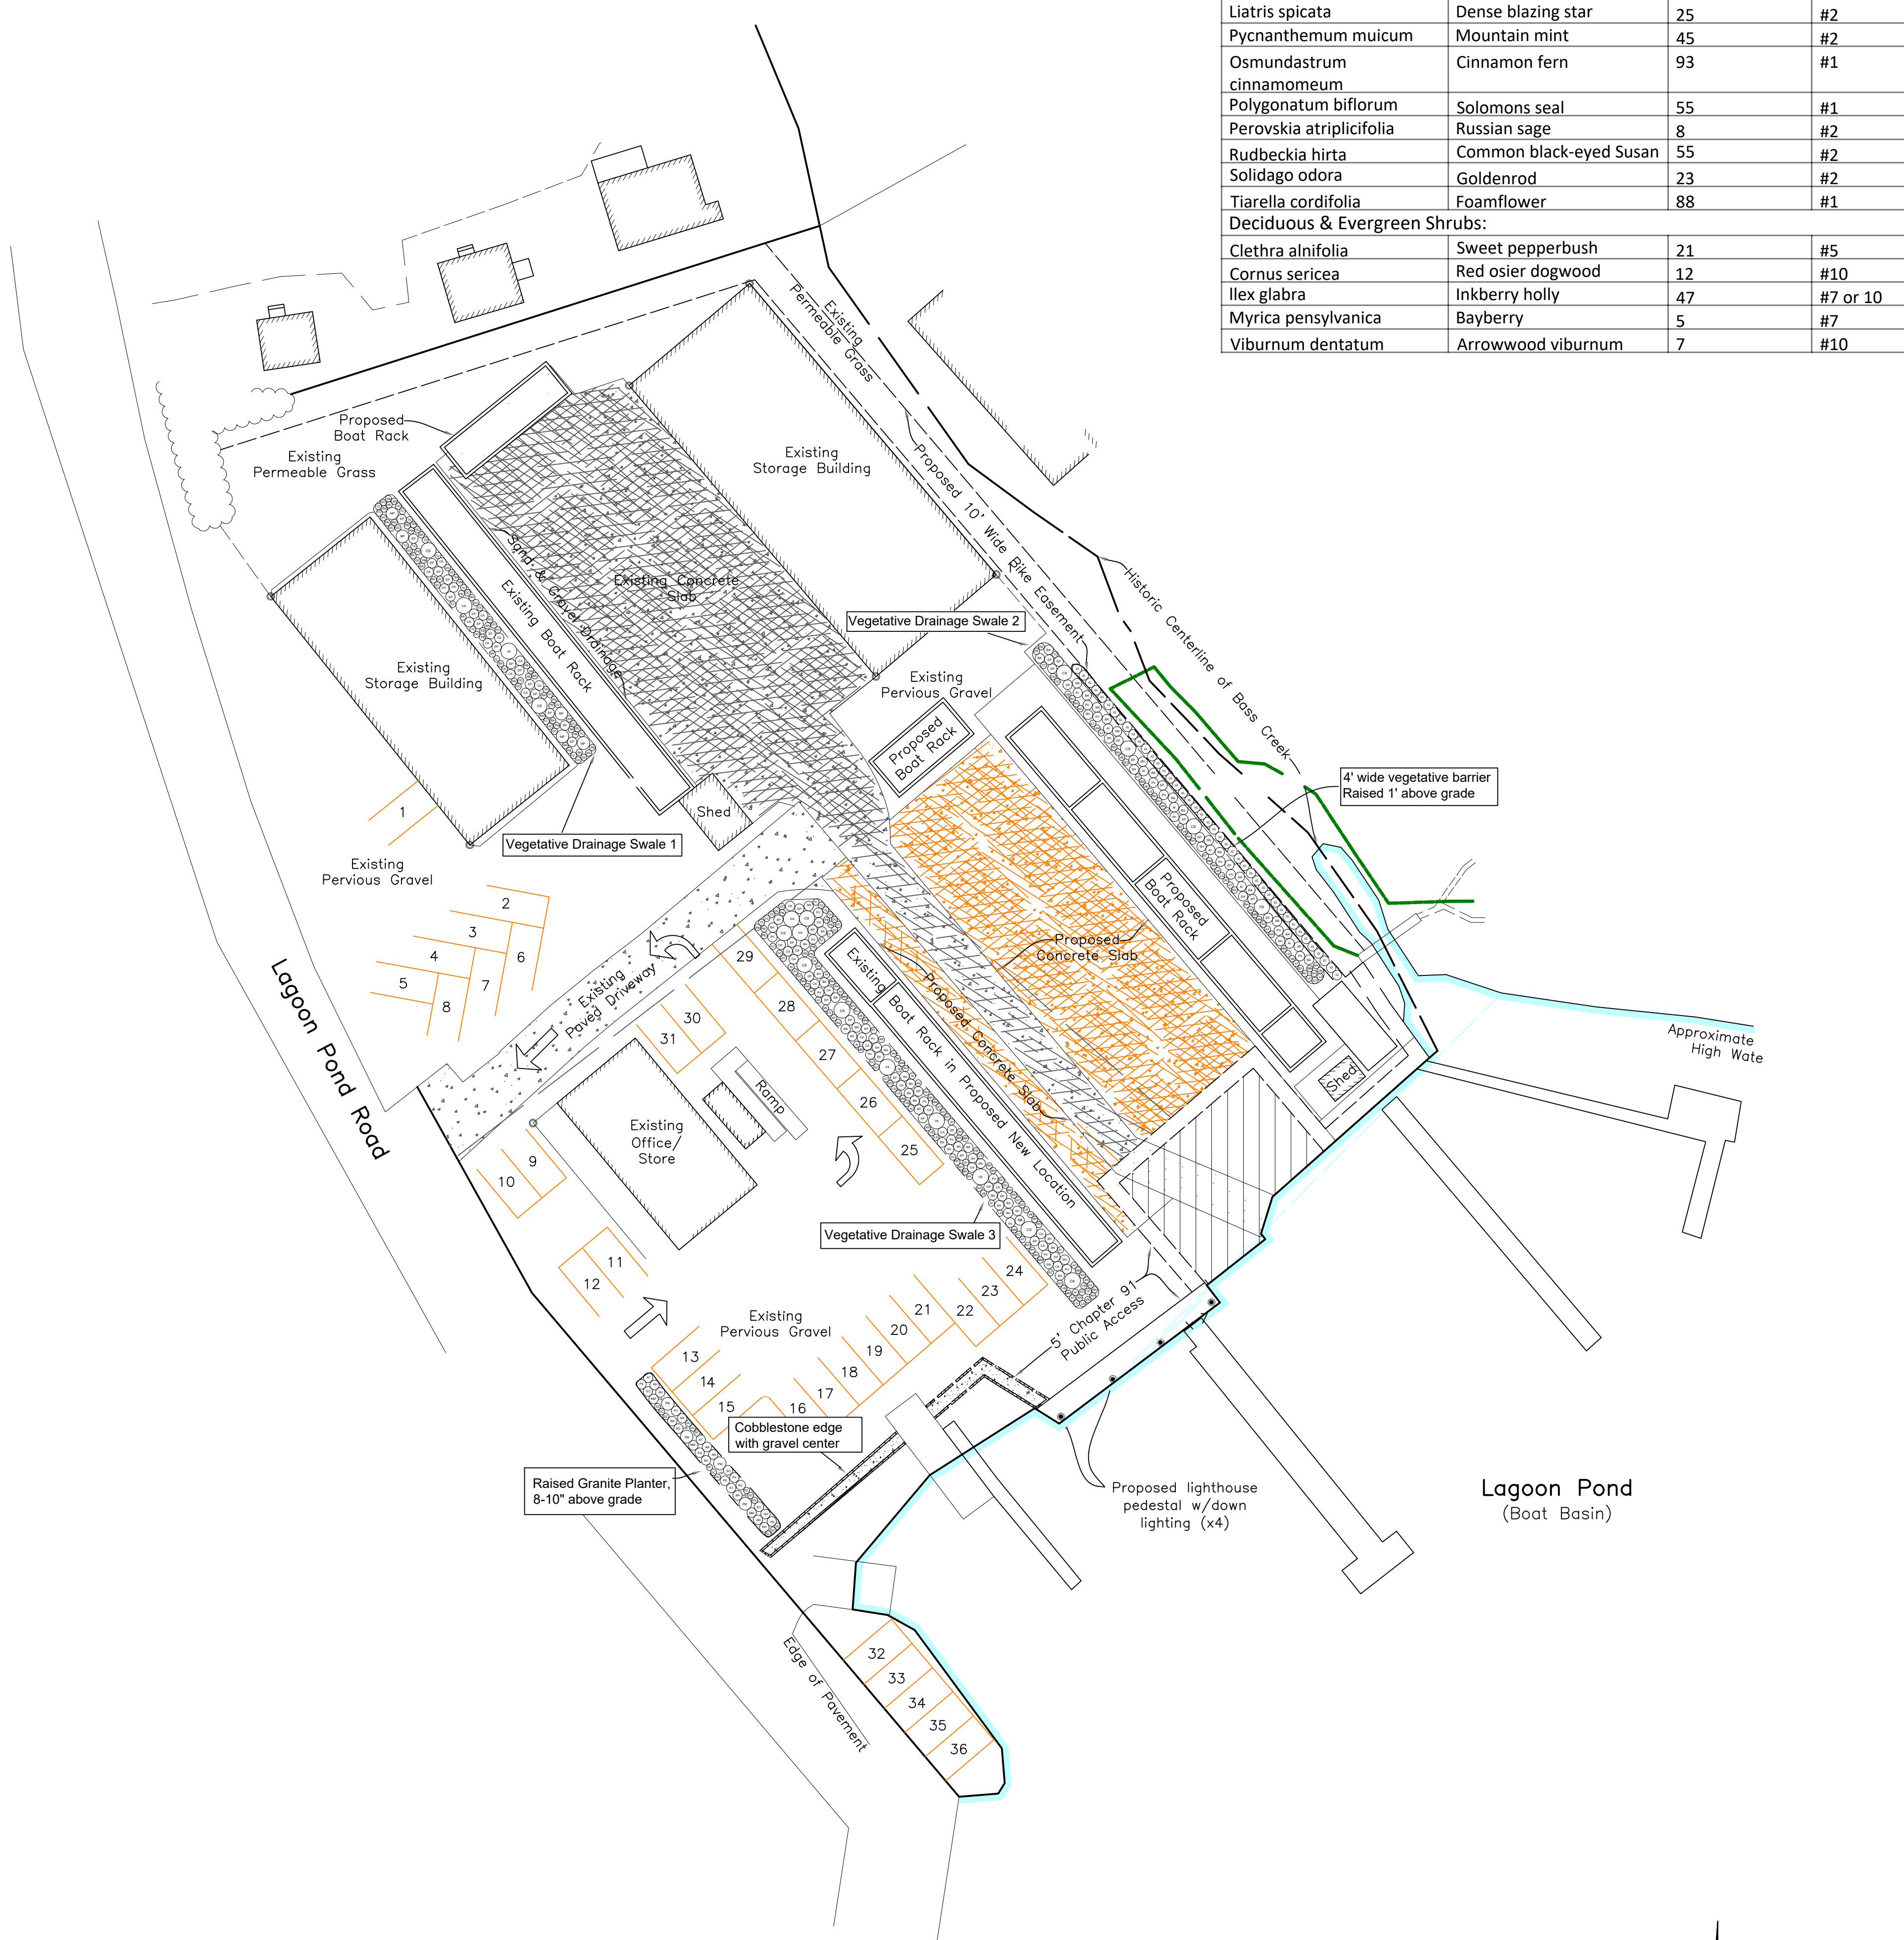 Liatris spicata Dense blazing star 25 #2
Pycnanthemum muicum Mountain mint 45 #2
Osmundastrum Cinnamon fern 93 #1
cinnamomeum
Polygonatum biflorum Solomons seal 55 #1
Perovskia atriplicifolia Russian sage 8 #2
Rudbeckia hirta Common black-eyed Susan 55 #2
Solidago odora Goldenrod 23 #2
Tiarella cordifolia Foamflower 88 #1
Deciduous & Evergreen Shrubs:
Clethra alnifolia Sweet pepperbush 21 #5
Cornus sericea Red osier dogwood 12 #10
Ilex glabra Inkberry holly 47 #7 or 10
Myrica pensylvanica Bayberry 5 #7
Viburnum dentatum Arrowwood viburnum 7 #10
Existing
Permeable Grass
Proposed
Boat Rack
Existing
Permeable Grass
Existing
Storage Building
Proposed 10' Wide Bike Easement
Historic Centerline of Bass Creek
Sand & Gravel Drainage
Existing Concrete
Slab
Existing Boat Rack
Vegetative Drainage Swale 2
Existing
Storage Building
Existing
Pervious Gravel
Proposed
Boat Rack
4' wide vegetative barrier
Raised 1' above grade
Shed
Vegetative Drainage Swale 1
1
Existing
Pervious Gravel
2
3
4
5
6
7
8
Proposed
Boat Rack
Proposed
Concrete Slab
Existing
Paved Driveway
29
28
27
26
25
30
31
Existing Boat Rack in Proposed New Location
Proposed Concrete Slab
Lagoon Pond Road
Approximate
High Wate
Shed
Ramp
Existing
Office/
Store
9
10
11
12
Vegetative Drainage Swale 3
24
23
22
21
20
19
18
17
16
15
14
13
5' Chapter 91
Public Access
Existing
Pervious Gravel
Cobblestone edge
with gravel center
Raised Granite Planter,
8-10" above grade
Proposed lighthouse
pedestal w/down
lighting (x4)
Lagoon Pond
(Boat Basin)
Edge of Pavement
32
33
34
35
36